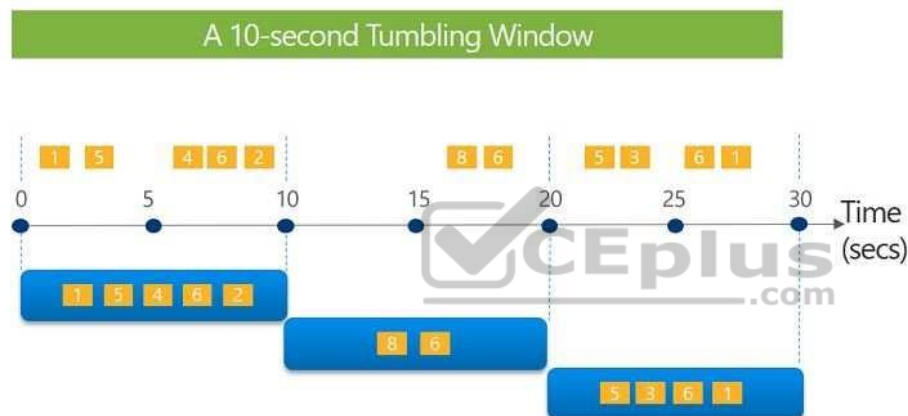 A 10-second Tumbling Window
1 5 4 6 2 8 6 5 3 6 1
0 5 10 15 20 25 30
Time
(secs)
CEplus
.com
1 5 4 6 2
8 6
5 3 6 1